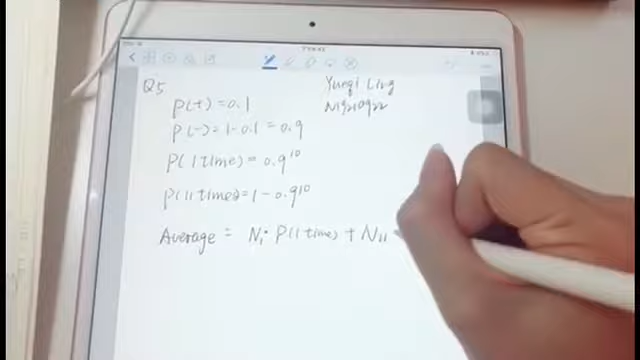 Q5
Yueqi Ling
P(+) = 0.1
P(-) = 1-0.1 = 0.9
P(1 time) = 0.9^10
P(11 times) = 1 - 0.9^10
Average = N1 · P(1 time) + N11